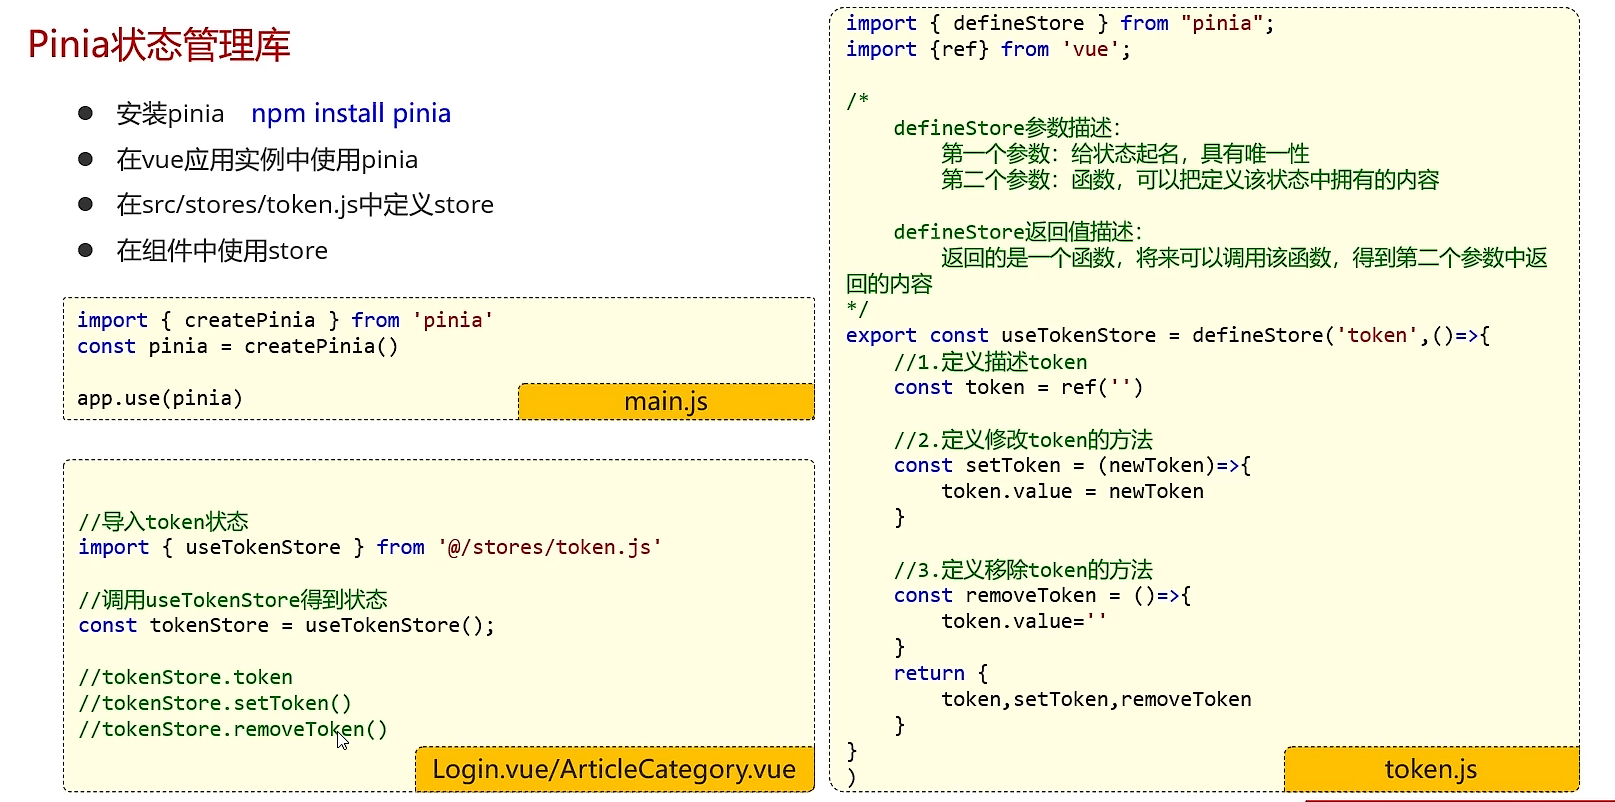 Pinia状态管理库
● 安装pinia npm install pinia
● 在vue应用实例中使用pinia
● 在src/stores/token.js中定义store
● 在组件中使用store
import { createPinia } from 'pinia'
const pinia = createPinia()
app.use(pinia)
main.js
//导入token状态
import { useTokenStore } from '@/stores/token.js'
//调用useTokenStore得到状态
const tokenStore = useTokenStore();
//tokenStore.token
//tokenStore.setToken()
//tokenStore.removeToken()
Login.vue/ArticleCategory.vue
import { defineStore } from "pinia";
import {ref} from 'vue';
/*
defineStore参数描述：
第一个参数：给状态起名，具有唯一性
第二个参数：函数，可以把定义该状态中拥有的内容
defineStore返回值描述：
返回的是一个函数，将来可以调用该函数，得到第二个参数中返
回的内容
*/
export const useTokenStore = defineStore('token',()=>{
//1.定义描述token
const token = ref('')
//2.定义修改token的方法
const setToken = (newToken)=>{
token.value = newToken
}
//3.定义移除token的方法
const removeToken = ()=>{
token.value=''
}
return {
token,setToken,removeToken
}
}
)
token.js